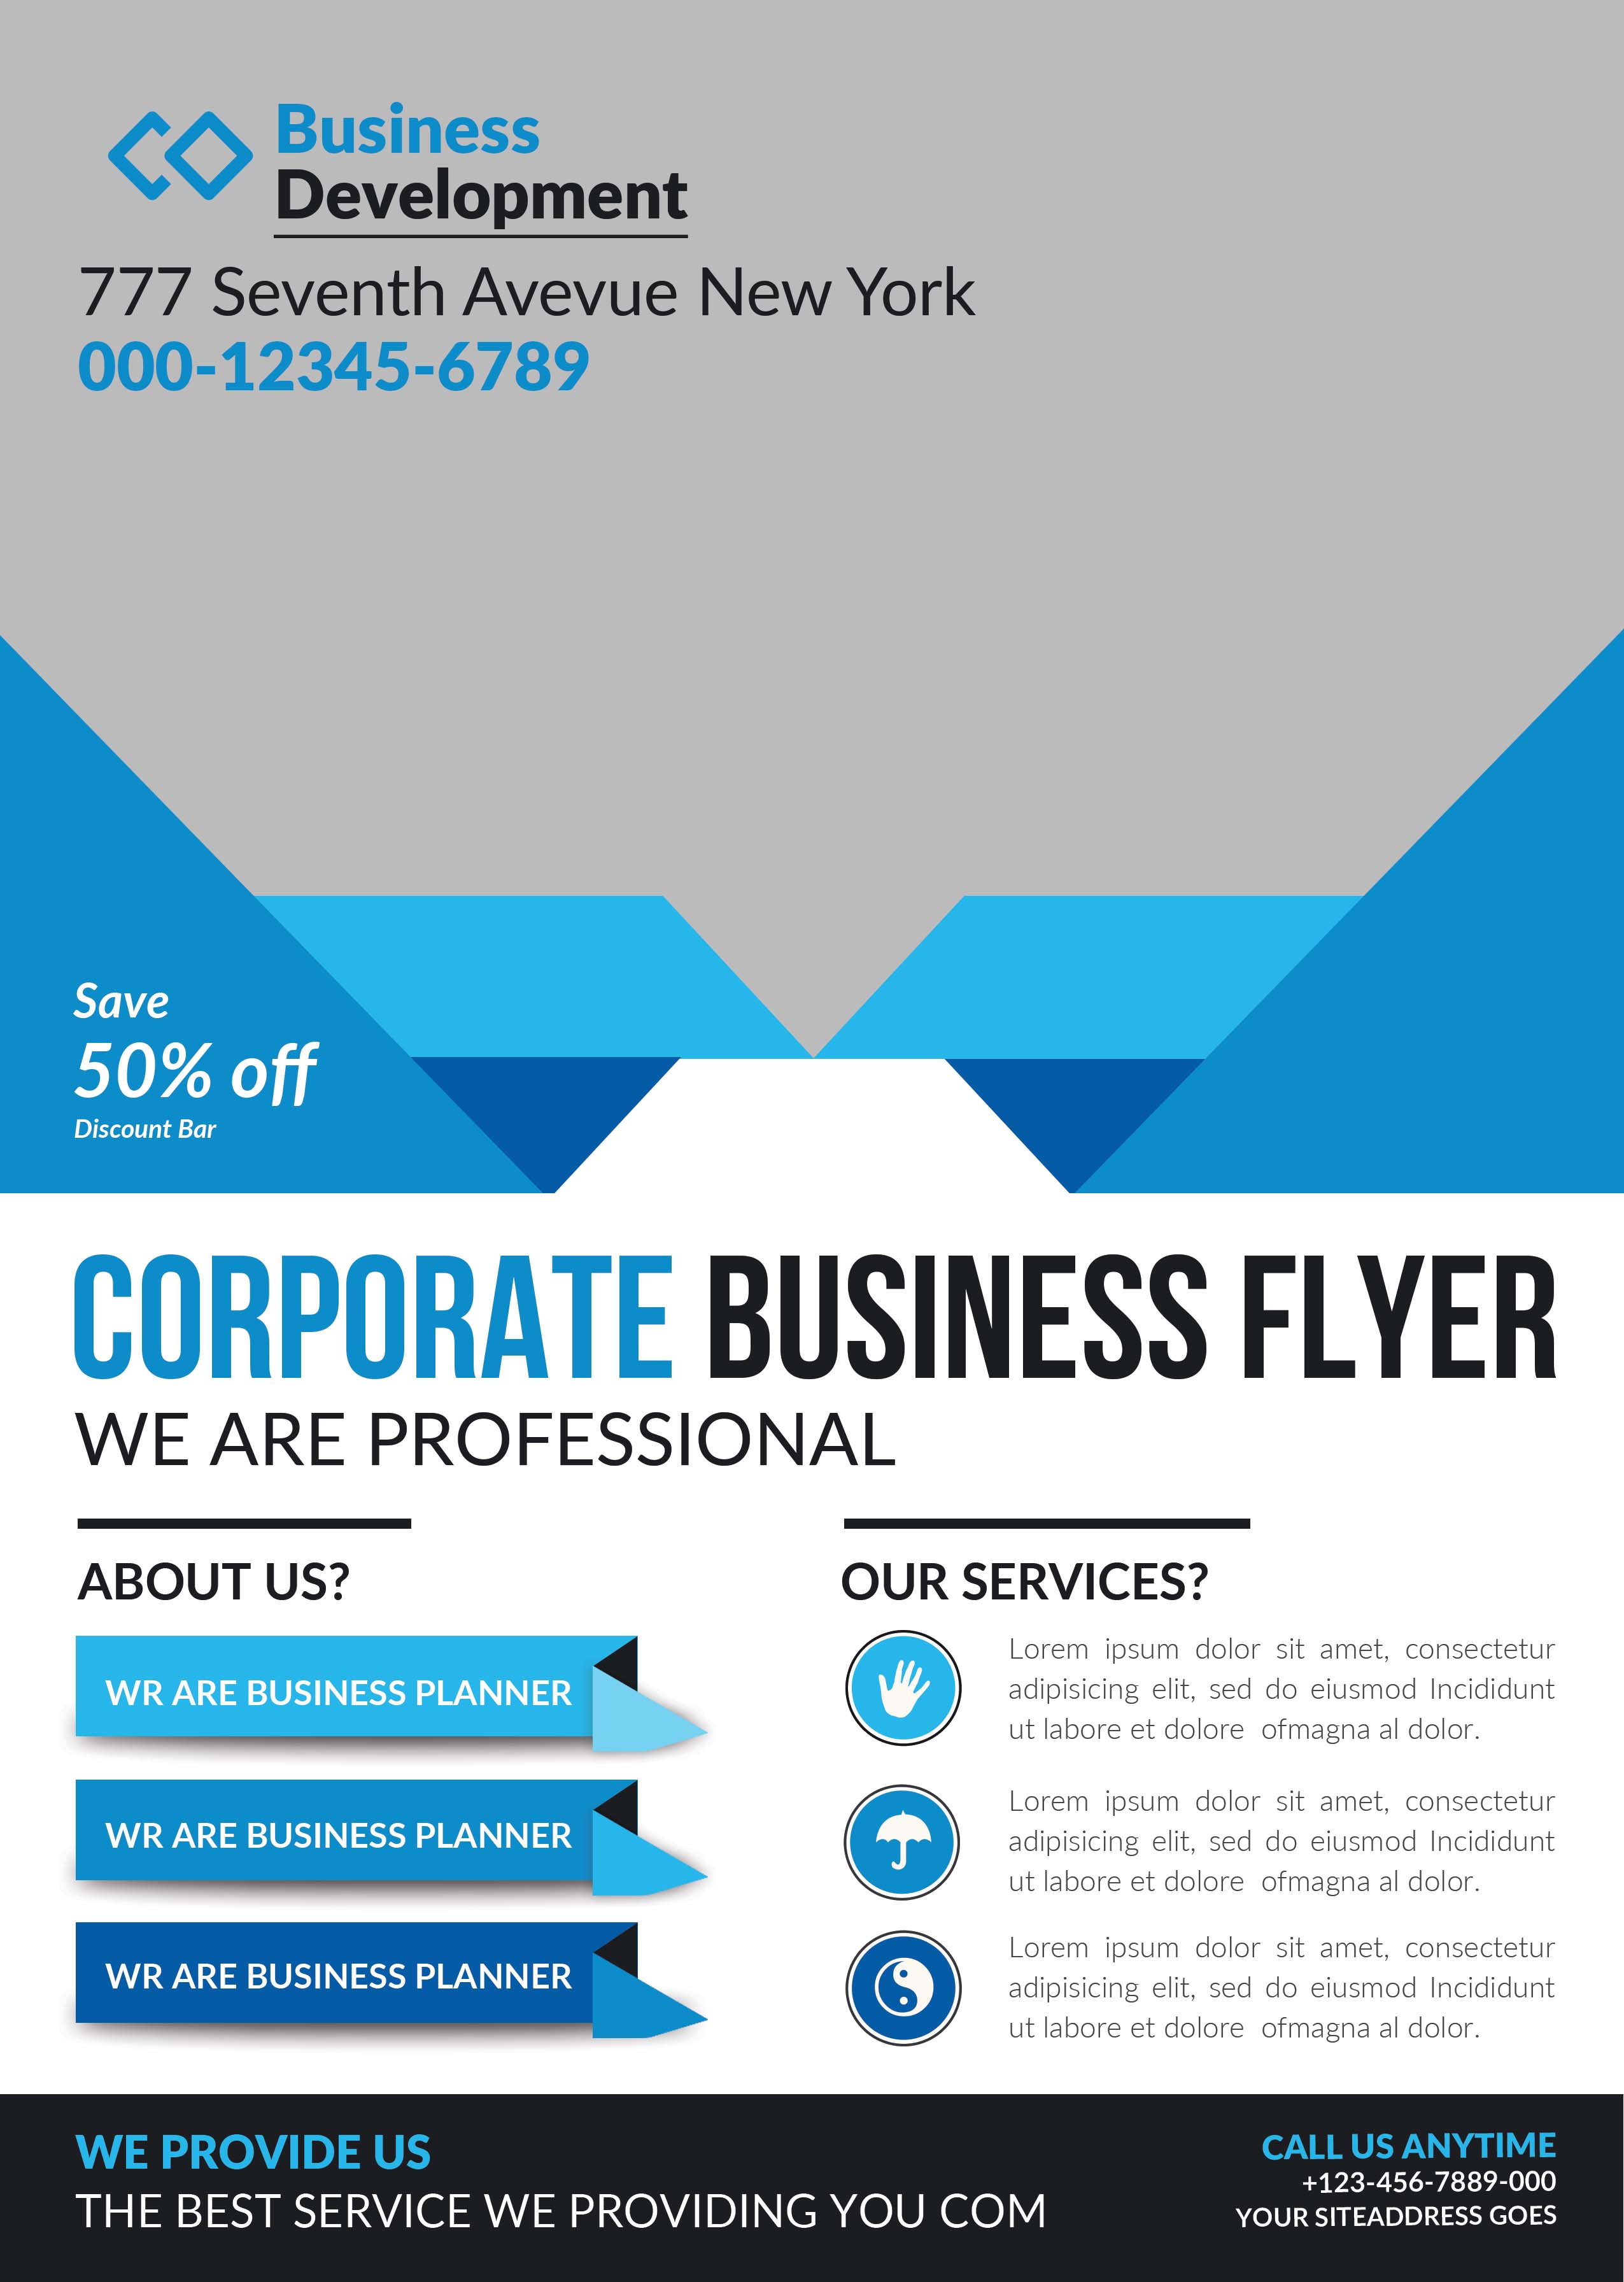 Business
Development
777 Seventh Avevue New York
000-12345-6789
Save
50% off
Discount Bar
CORPORATE BUSINESS FLYER
WE ARE PROFESSIONAL
ABOUT US?
WR ARE BUSINESS PLANNER
WR ARE BUSINESS PLANNER
WR ARE BUSINESS PLANNER
OUR SERVICES?
Lorem ipsum dolor sit amet, consectetur
adipisicing elit, sed do eiusmod Incididunt
ut labore et dolore ofmagna al dolor.
Lorem ipsum dolor sit amet, consectetur
adipisicing elit, sed do eiusmod Incididunt
ut labore et dolore ofmagna al dolor.
Lorem ipsum dolor sit amet, consectetur
adipisicing elit, sed do eiusmod Incididunt
ut labore et dolore ofmagna al dolor.
WE PROVIDE US
THE BEST SERVICE WE PROVIDING YOU COM
CALL US ANYTIME
+123-456-7889-000
YOUR SITEADDRESS GOES